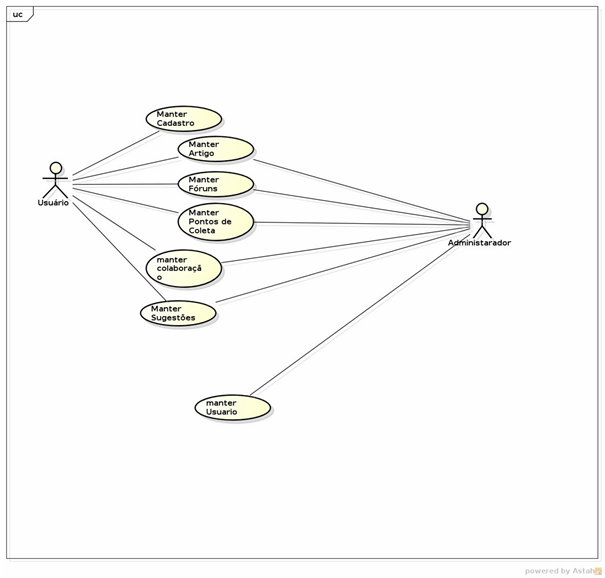 uc
Manter
Cadastro
Manter
Artigo
Manter
Fóruns
Manter
Pontos de
Coleta
manter
colaboraçã
o
Manter
Sugestões
manter
Usuario
Usuário
Administarador
powered by Astah